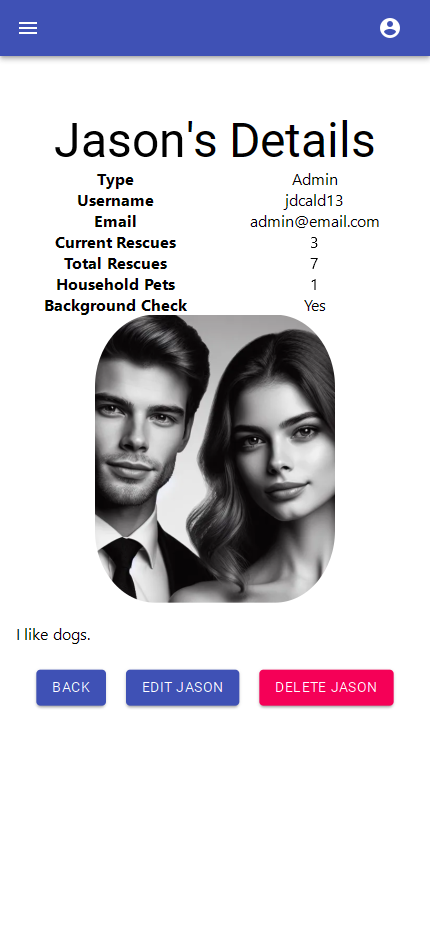 Jason's Details
Type Admin
Username jdcald13
Email admin@email.com
Current Rescues 3
Total Rescues 7
Household Pets 1
Background Check Yes
I like dogs.
BACK EDIT JASON DELETE JASON